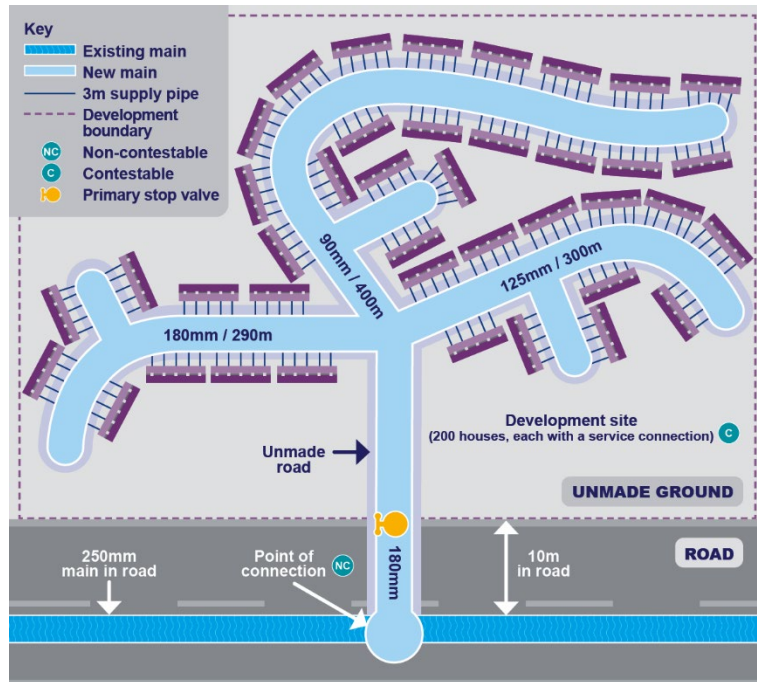 Key
Existing main
New main
3m supply pipe
Development
boundary
NC
Non-contestable
C
Contestable
Primary stop valve
90mm / 400m
125mm / 300m
180mm / 290m
Development site
(200 houses, each with a service connection)
C
Unmade
road
UNMADE GROUND
250mm
main in road
Point of
connection
NC
180mm
10m
in road
ROAD